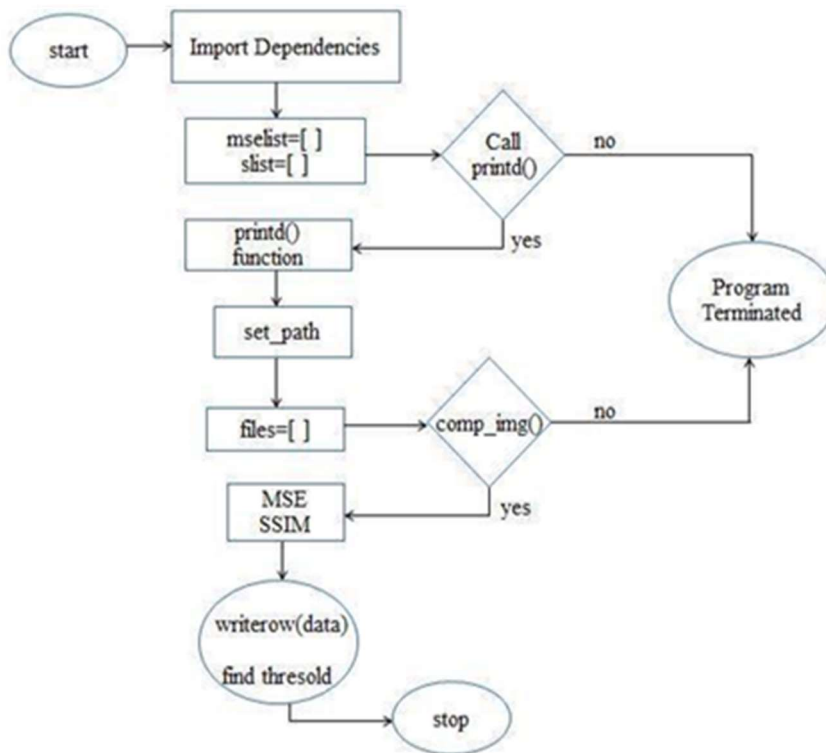 start
Import Dependencies
mselist=[ ]
slist=[ ]
Call
printd()
no
yes
printd()
function
Program
Terminated
set_path
files=[ ]
comp_img()
no
yes
MSE
SSIM
writerow(data)
find thresold
stop